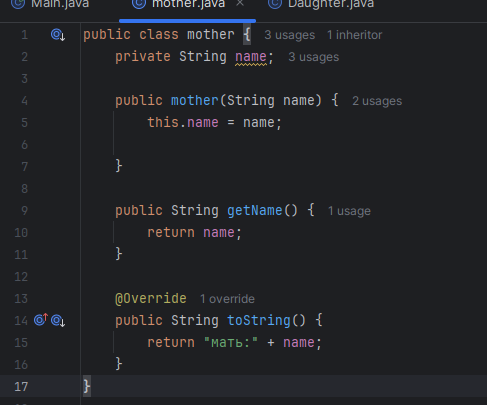 Main.java mother.java × Daughter.java
1 public class mother { 3 usages 1 inheritor
2 private String name; 3 usages
3
4 public mother(String name) { 2 usages
5 this.name = name;
6
7 }
8
9 public String getName() { 1 usage
10 return name;
11 }
12
13 @Override 1 override
14 public String toString() {
15 return "мать:" + name;
16 }
17 }